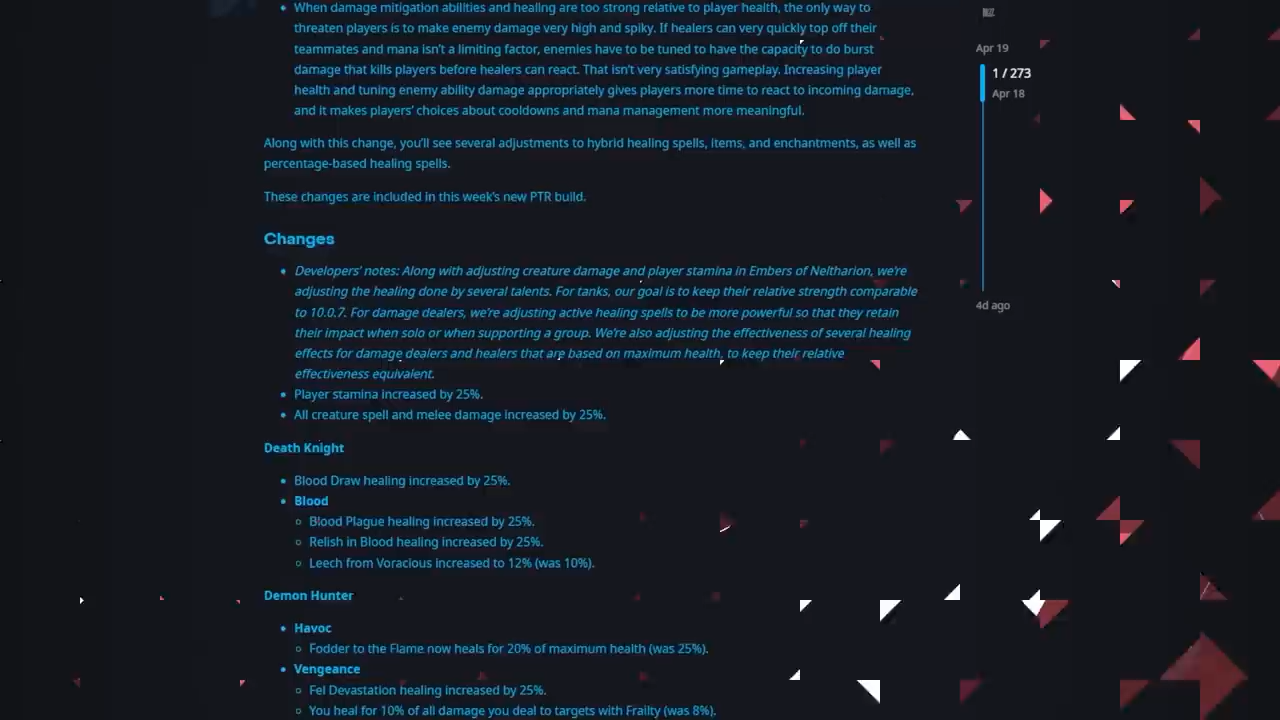 When damage mitigation abilities and healing are too strong relative to player health, the only way to
threaten players is to make enemy damage very high and spiky. If healers can very quickly top off their
teammates and mana isn’t a limiting factor, enemies have to be tuned to have the capacity to do burst
damage that kills players before healers can react. That isn’t very satisfying gameplay. Increasing player
health and tuning enemy ability damage appropriately gives players more time to react to incoming damage,
and it makes players’ choices about cooldowns and mana management more meaningful.
Along with this change, you’ll see several adjustments to hybrid healing spells, items, and enchantments, as well as
percentage-based healing spells.
These changes are included in this week’s new PTR build.
Changes
Developers’ notes: Along with adjusting creature damage and player stamina in Embers of Neltharion, we’re
adjusting the healing done by several talents. For tanks, our goal is to keep their relative strength comparable
to 10.0.7. For damage dealers, we’re adjusting active healing spells to be more powerful so that they retain
their impact when solo or when supporting a group. We’re also adjusting the effectiveness of several healing
effects for damage dealers and healers that are based on maximum health, to keep their relative
effectiveness equivalent.
Player stamina increased by 25%.
All creature spell and melee damage increased by 25%.
Death Knight
Blood Draw healing increased by 25%.
Blood
Blood Plague healing increased by 25%.
Relish in Blood healing increased by 25%.
Leech from Voracious increased to 12% (was 10%).
Demon Hunter
Havoc
Fodder to the Flame now heals for 20% of maximum health (was 25%).
Vengeance
Fel Devastation healing increased by 25%.
You heal for 10% of all damage you deal to targets with Frailty (was 8%).
Apr 19
1 / 273
Apr 18
4d ago